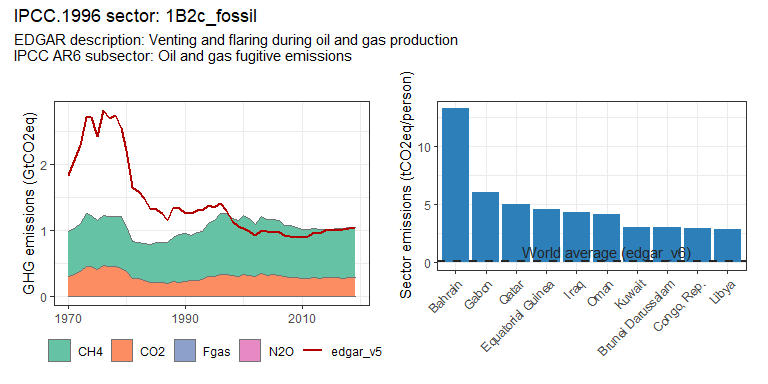 IPCC.1996 sector: 1B2c_fossil
EDGAR description: Venting and flaring during oil and gas production
IPCC AR6 subsector: Oil and gas fugitive emissions
GHG emissions (GtCO2eq)
2
1
0
1970
1990
2010
CH4
CO2
Fgas
N2O
edgar_v5
Sector emissions (tCO2eq/person)
10
5
0
World average (edgar_v6)
Bahrain
Gabon
Qatar
Equatorial Guinea
Iraq
Oman
Kuwait
Brunei Darussalam
Congo, Rep.
Libya